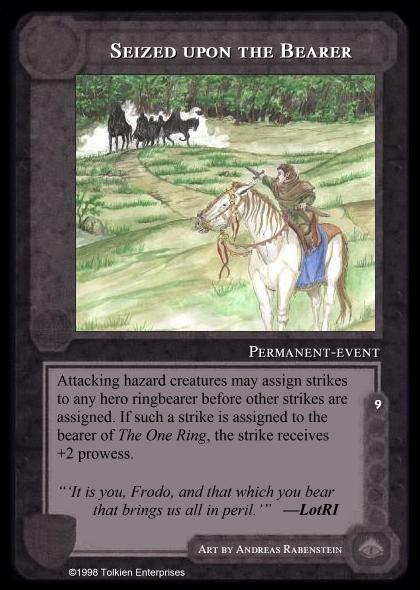 SEIZED UPON THE BEARER
PERMANENT-EVENT
Attacking hazard creatures may assign strikes
to any hero ringbearer before other strikes are
assigned. If such a strike is assigned to the
bearer of The One Ring, the strike receives
+2 prowess.
9
“‘It is you, Frodo, and that which you bear
that brings us all in peril.’” —LotRI
ART BY ANDREAS RABENSTEIN
©1998 Tolkien Enterprises